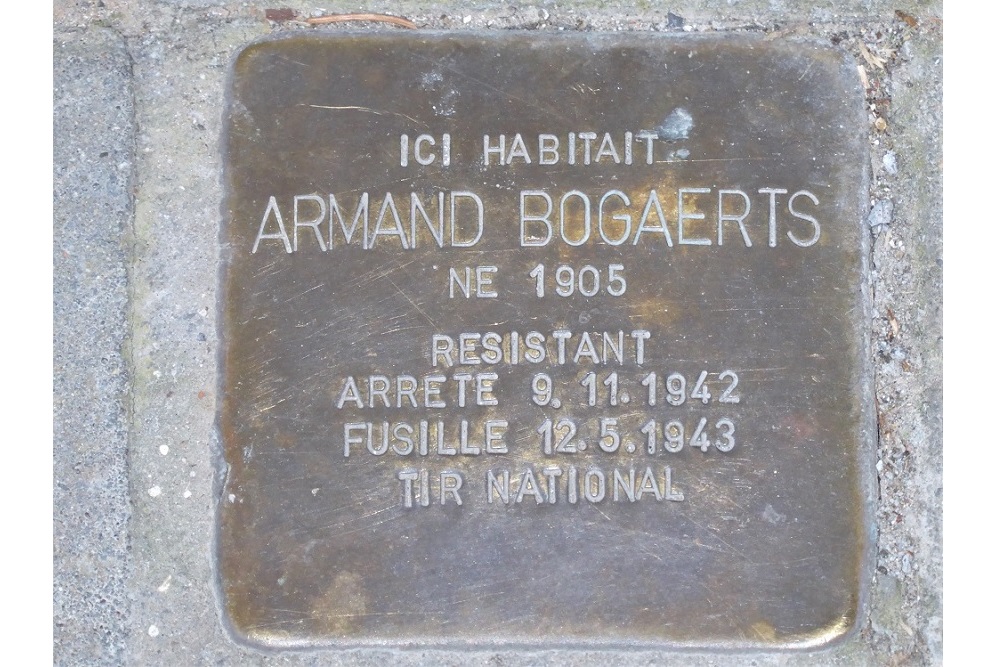 ICI HABITAIT
ARMAND BOGAERTS
NE 1905
RESISTANT
ARRETE 9.11.1942
FUSILLE 12.5.1943
TIR NATIONAL